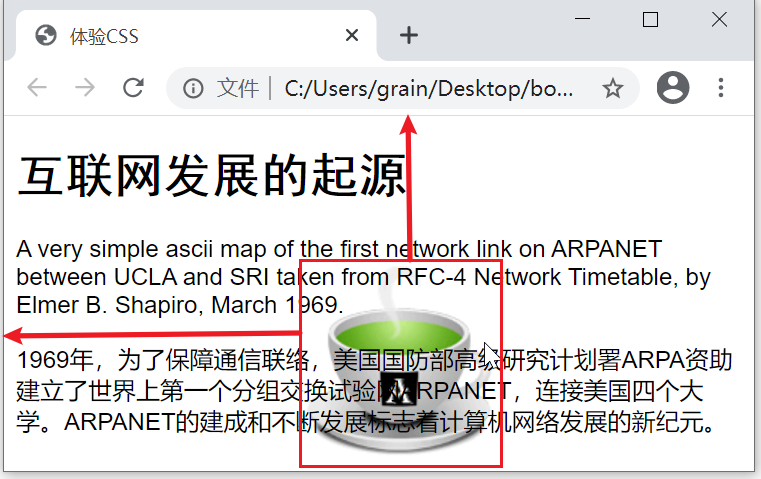 体验CSS
文件 C:/Users/grain/Desktop/bo...
互联网发展的起源
A very simple ascii map of the first network link on ARPANET
between UCLA and SRI taken from RFC-4 Network Timetable, by
Elmer B. Shapiro, March 1969.
1969年，为了保障通信联络，美国国防部高级研究计划署ARPA资助
建立了世界上第一个分组交换试验网ARPANET，连接美国四个大
学。ARPANET的建成和不断发展标志着计算机网络发展的新纪元。